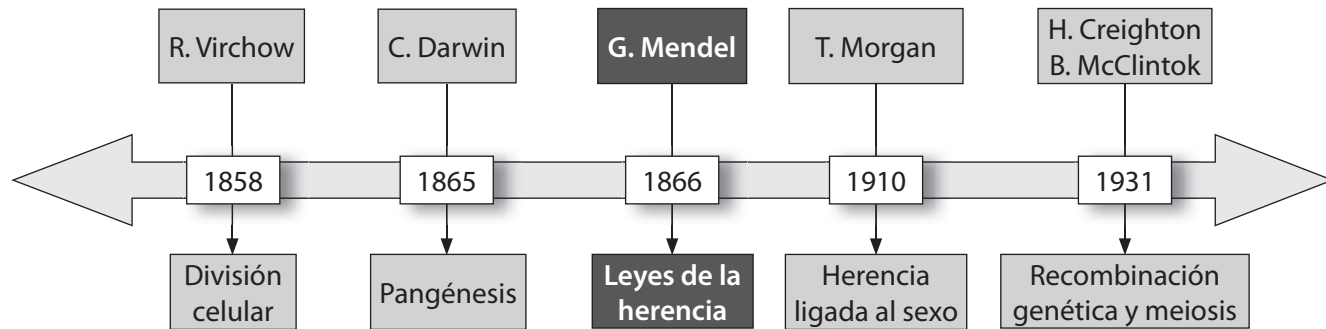 R. Virchow
C. Darwin
G. Mendel
T. Morgan
H. Creighton
B. McClintok
1858
1865
1866
1910
1931
División
celular
Pangénesis
Leyes de la
herencia
Herencia
ligada al sexo
Recombinación
genética y meiosis